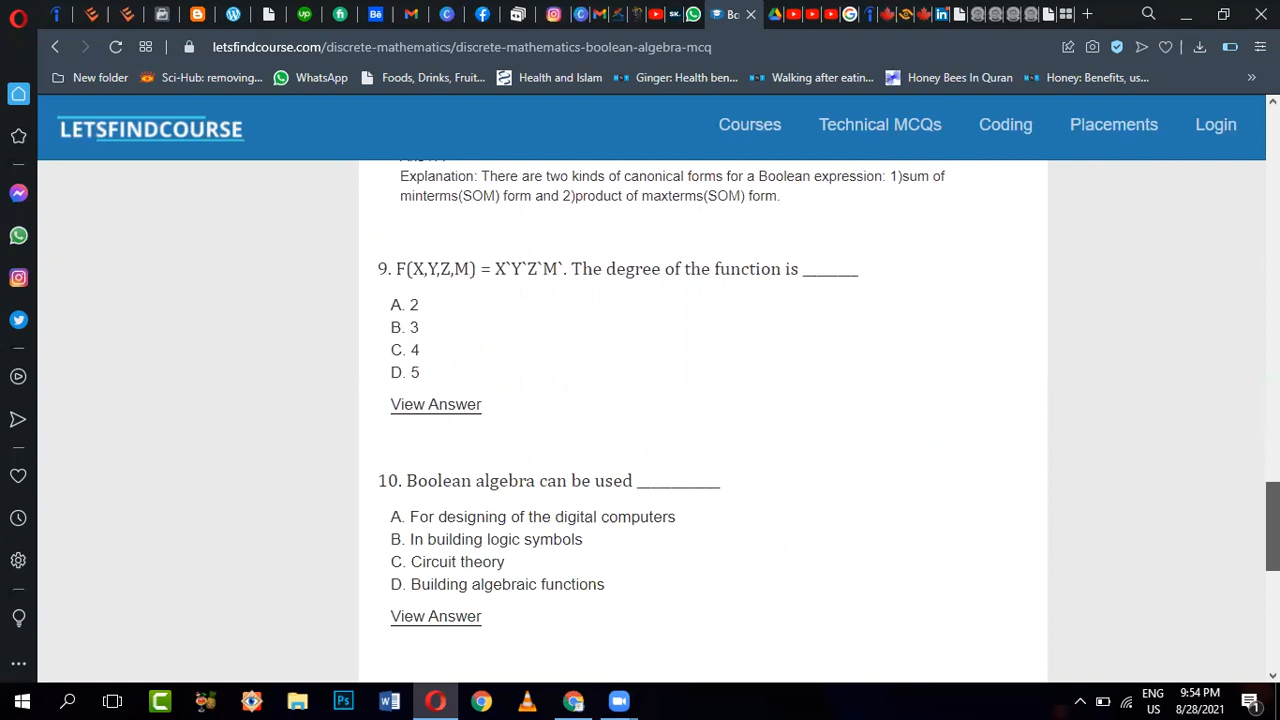 Bo
SK.
letsfindcourse.com/discrete-mathematics/discrete-mathematics-boolean-algebra-mcq
New folder
Sci-Hub: removing...
WhatsApp
Foods, Drinks, Fruit...
Health and Islam
Ginger: Health ben...
Walking after eatin...
Honey Bees In Quran
Honey: Benefits, us...
LETSFINDCOURSE
Courses
Technical MCQs
Coding
Placements
Login
Explanation: There are two kinds of canonical forms for a Boolean expression: 1)sum of
minterms(SOM) form and 2)product of maxterms(SOM) form.
9. F(X,Y,Z,M) = X`Y`Z`M`. The degree of the function is ________
A. 2
B. 3
C. 4
D. 5
View Answer
10. Boolean algebra can be used ____________
A. For designing of the digital computers
B. In building logic symbols
C. Circuit theory
D. Building algebraic functions
View Answer
ENG
US
9:54 PM
8/28/2021